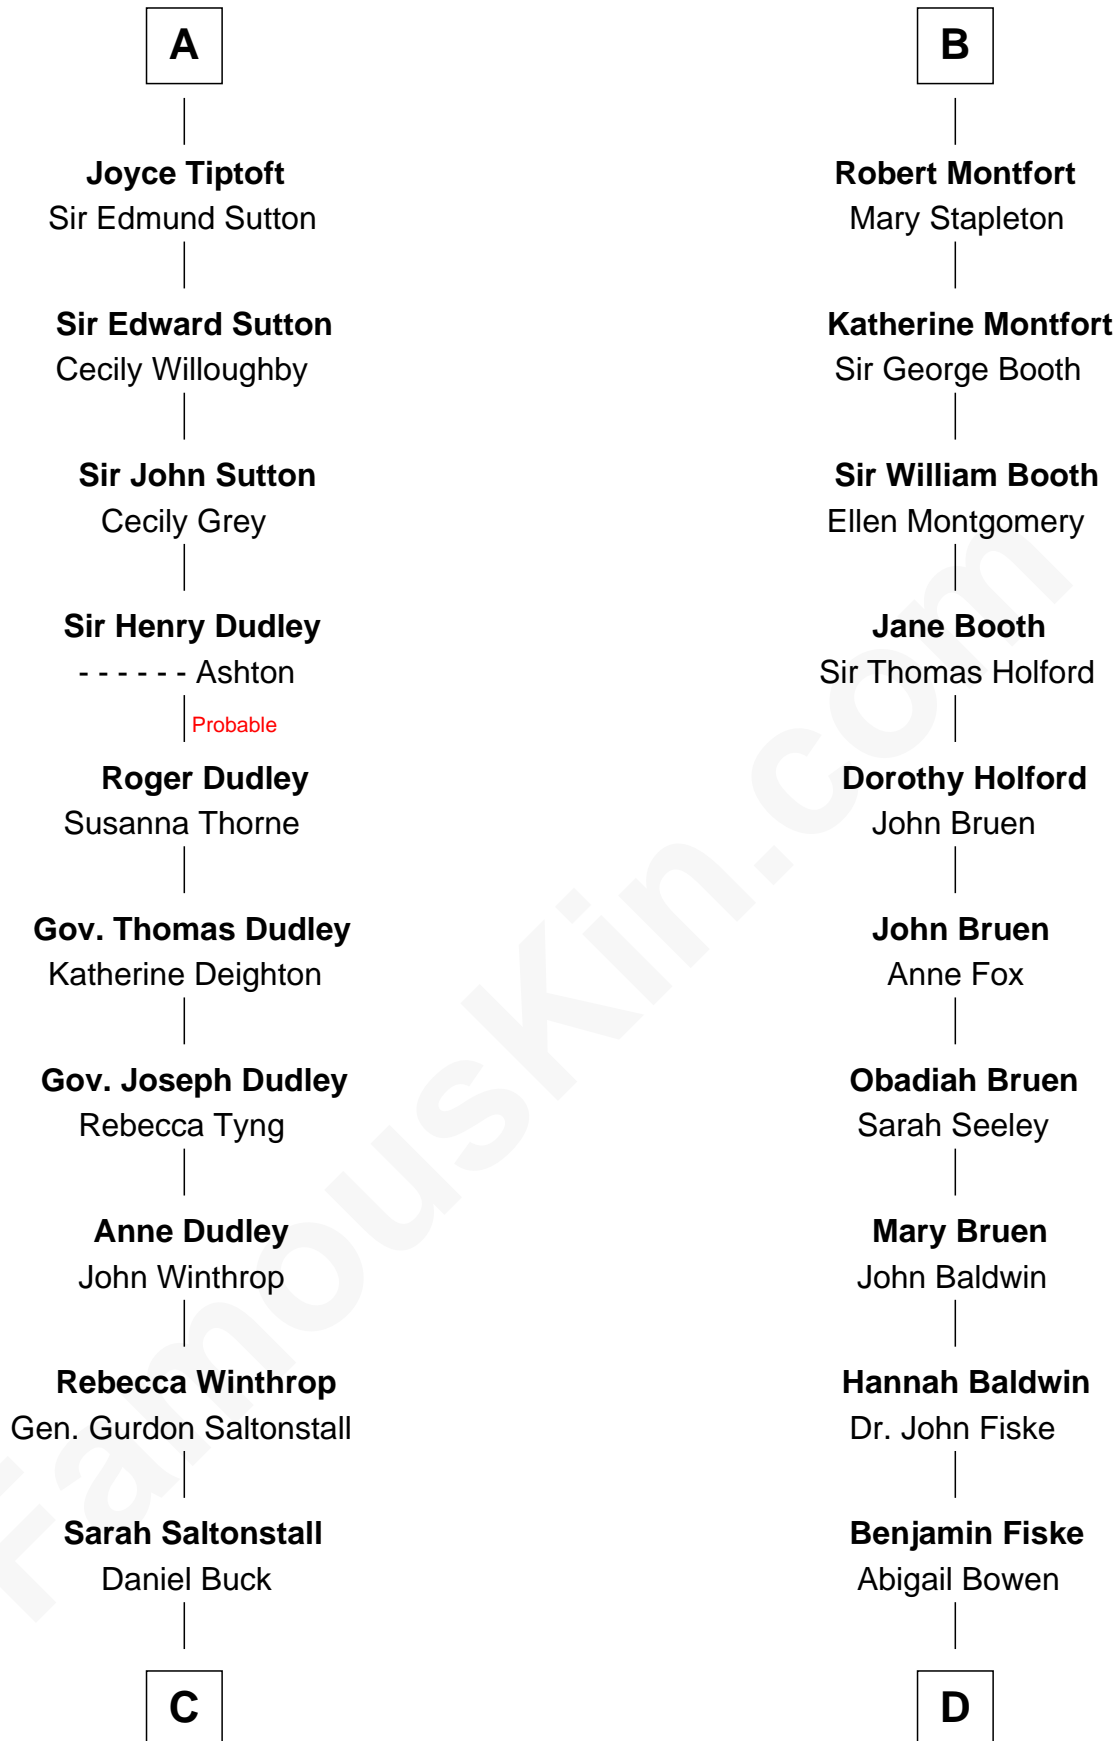 A
Joyce Tiptoft
Sir Edmund Sutton
Sir Edward Sutton
Cecily Willoughby
Sir John Sutton
Cecily Grey
Sir Henry Dudley
- - - - - - Ashton
Probable
Roger Dudley
Susanna Thorne
Gov. Thomas Dudley
Katherine Deighton
Gov. Joseph Dudley
Rebecca Tyng
Anne Dudley
John Winthrop
Rebecca Winthrop
Gen. Gurdon Saltonstall
Sarah Saltonstall
Daniel Buck
C
B
Robert Montfort
Mary Stapleton
Katherine Montfort
Sir George Booth
Sir William Booth
Ellen Montgomery
Jane Booth
Sir Thomas Holford
Dorothy Holford
John Bruen
John Bruen
Anne Fox
Obadiah Bruen
Sarah Seeley
Mary Bruen
John Baldwin
Hannah Baldwin
Dr. John Fiske
Benjamin Fiske
Abigail Bowen
D
FamousKin.com